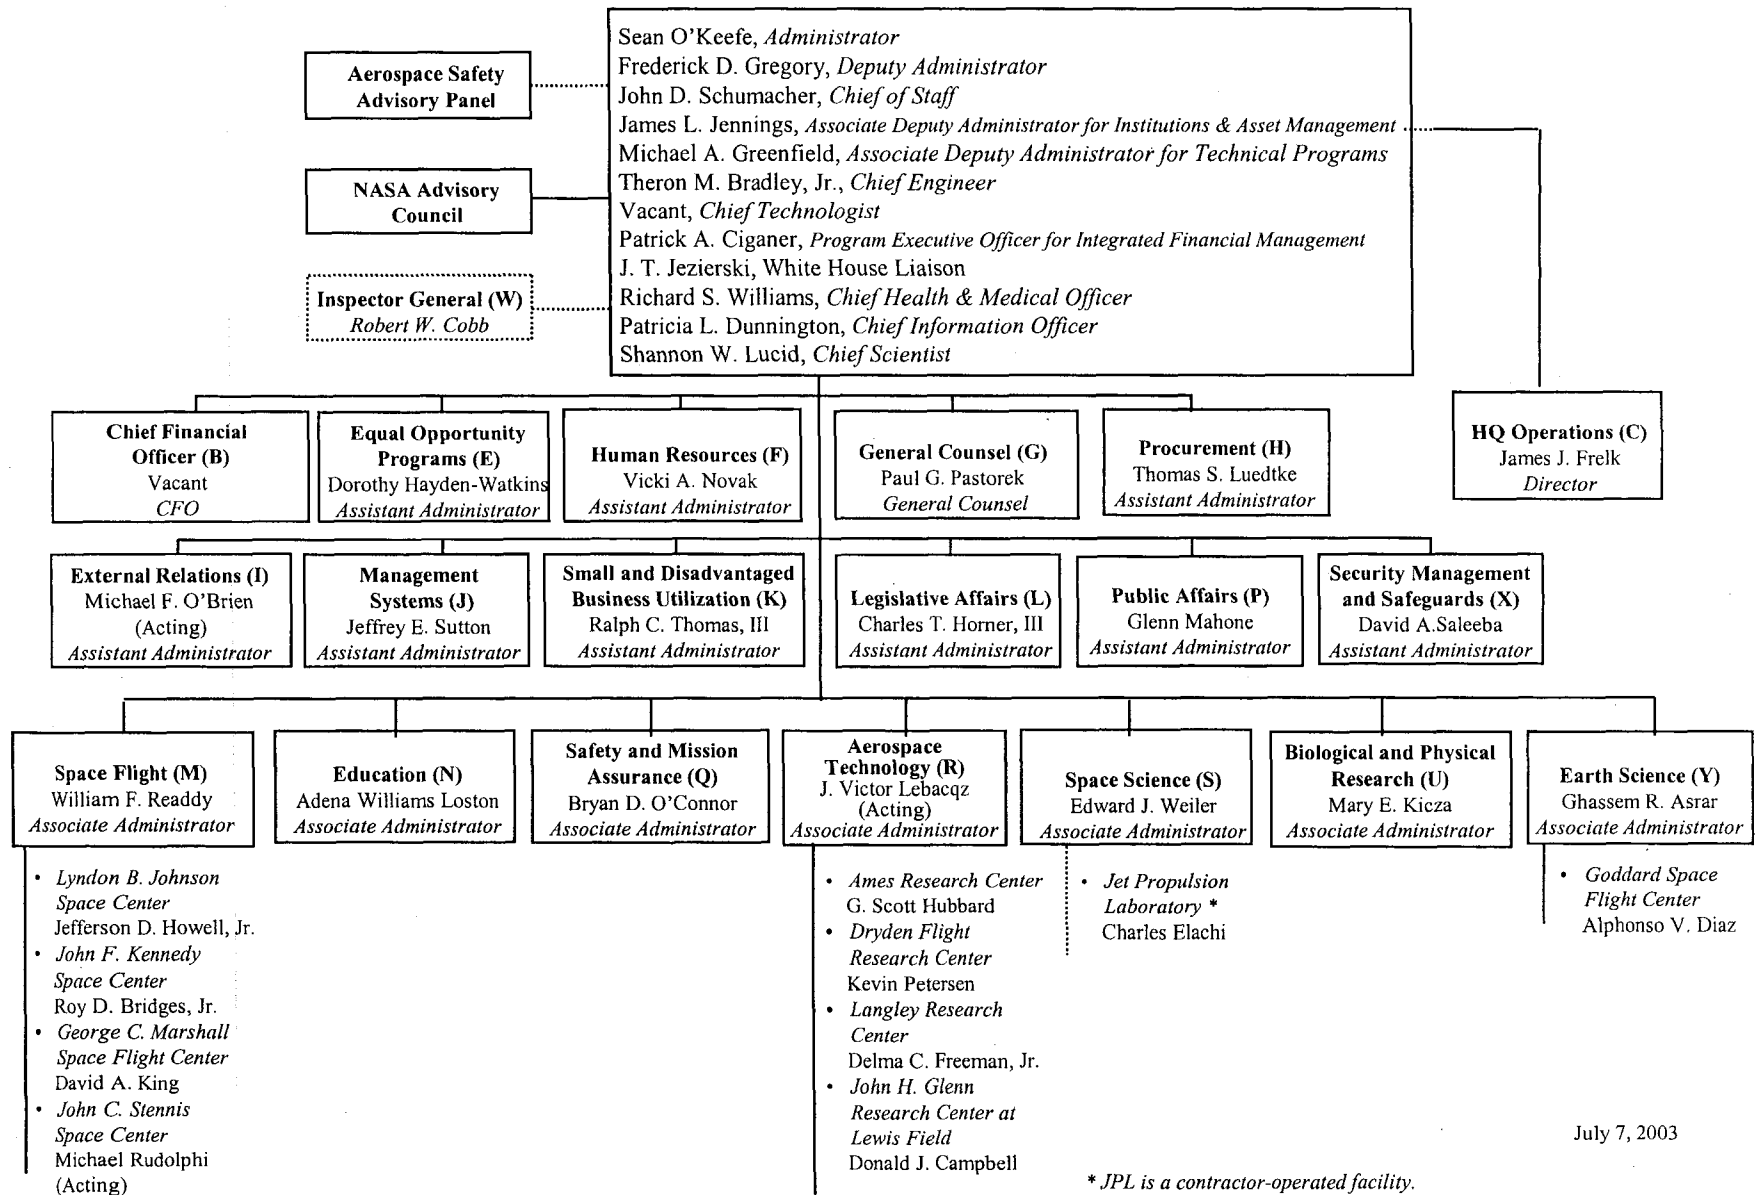 Sean O'Keefe, Administrator
Frederick D. Gregory, Deputy Administrator
John D. Schumacher, Chief of Staff
James L. Jennings, Associate Deputy Administrator for Institutions & Asset Management
Michael A. Greenfield, Associate Deputy Administrator for Technical Programs
Theron M. Bradley, Jr., Chief Engineer
Vacant, Chief Technologist
Patrick A. Ciganer, Program Executive Officer for Integrated Financial Management
J. T. Jezierski, White House Liaison
Richard S. Williams, Chief Health & Medical Officer
Patricia L. Dunnington, Chief Information Officer
Shannon W. Lucid, Chief Scientist
Aerospace Safety
Advisory Panel
NASA Advisory
Council
Inspector General (W)
Robert W. Cobb
Chief Financial
Officer (B)
Vacant
CFO
Equal Opportunity
Programs (E)
Dorothy Hayden-Watkins
Assistant Administrator
Human Resources (F)
Vicki A. Novak
Assistant Administrator
General Counsel (G)
Paul G. Pastorek
General Counsel
Procurement (H)
Thomas S. Luedtke
Assistant Administrator
HQ Operations (C)
James J. Frelk
Director
External Relations (I)
Michael F. O'Brien
(Acting)
Assistant Administrator
Management
Systems (J)
Jeffrey E. Sutton
Assistant Administrator
Small and Disadvantaged
Business Utilization (K)
Ralph C. Thomas, III
Assistant Administrator
Legislative Affairs (L)
Charles T. Horner, III
Assistant Administrator
Public Affairs (P)
Glenn Mahone
Assistant Administrator
Security Management
and Safeguards (X)
David A.Saleeba
Assistant Administrator
Space Flight (M)
William F. Readdy
Associate Administrator
• Lyndon B. Johnson
Space Center
Jefferson D. Howell, Jr.
• John F. Kennedy
Space Center
Roy D. Bridges, Jr.
• George C. Marshall
Space Flight Center
David A. King
• John C. Stennis
Space Center
Michael Rudolphi
(Acting)
Education (N)
Adena Williams Loston
Associate Administrator
Safety and Mission
Assurance (Q)
Bryan D. O'Connor
Associate Administrator
Aerospace
Technology (R)
J. Victor Lebacqz
(Acting)
Associate Administrator
• Ames Research Center
G. Scott Hubbard
• Dryden Flight
Research Center
Kevin Petersen
• Langley Research
Center
Delma C. Freeman, Jr.
• John H. Glenn
Research Center at
Lewis Field
Donald J. Campbell
Space Science (S)
Edward J. Weiler
Associate Administrator
• Jet Propulsion
Laboratory *
Charles Elachi
Biological and Physical
Research (U)
Mary E. Kicza
Associate Administrator
Earth Science (Y)
Ghassem R. Asrar
Associate Administrator
• Goddard Space
Flight Center
Alphonso V. Diaz
July 7, 2003
* JPL is a contractor-operated facility.